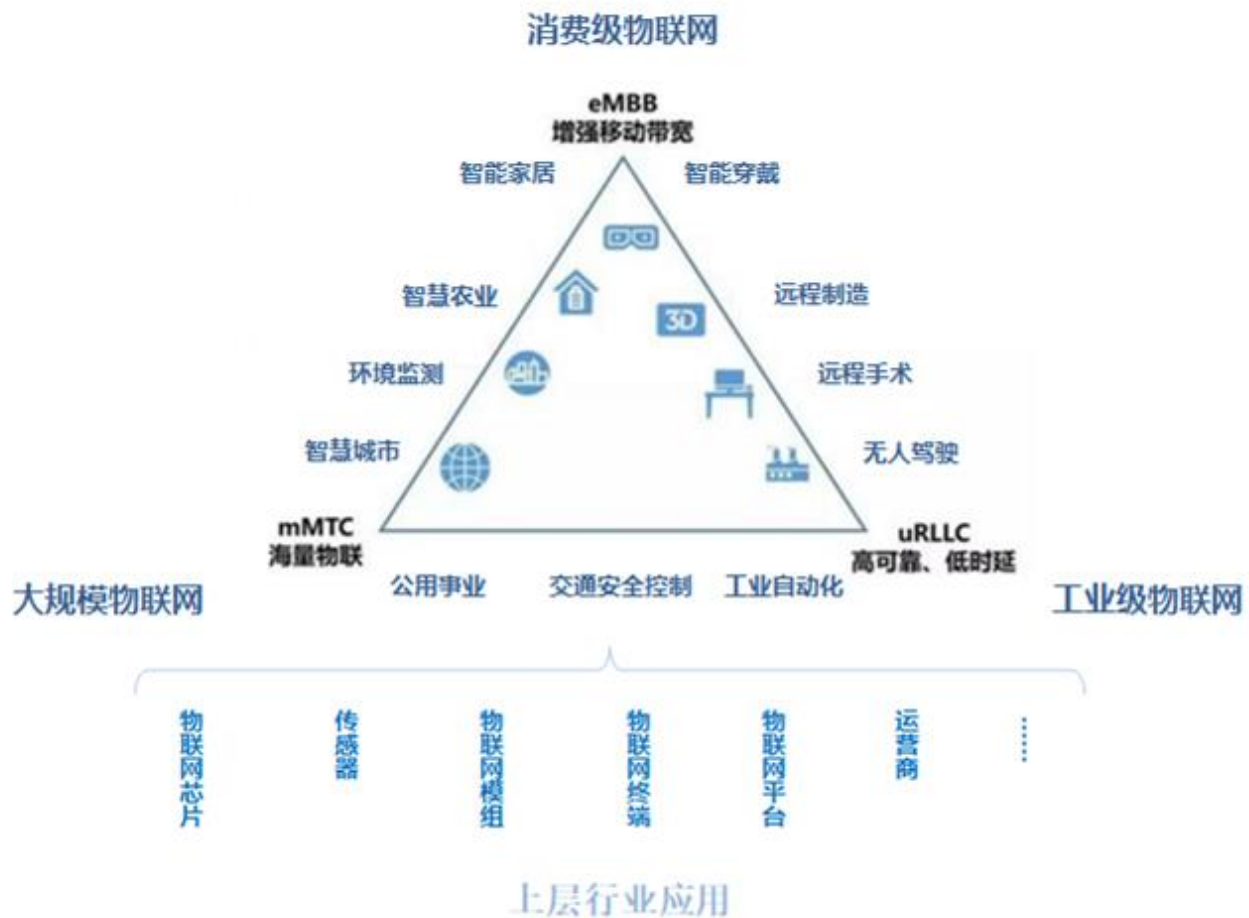 消费级物联网
eMBB
增强移动带宽
智能家居
智能穿戴
智慧农业
3D
远程制造
环境监测
远程手术
智慧城市
无人驾驶
mMTC
海量物联
uRLLC
高可靠、低时延
公用事业
交通安全控制
工业自动化
大规模物联网
工业级物联网
物联网芯片
传感器
物联网模组
物联网终端
物联网平台
运营商
……
上层行业应用